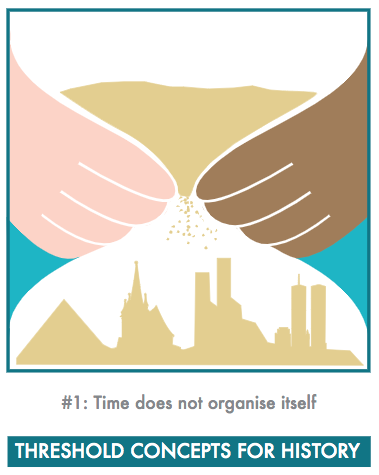 #1: Time does not organise itself
THRESHOLD CONCEPTS FOR HISTORY